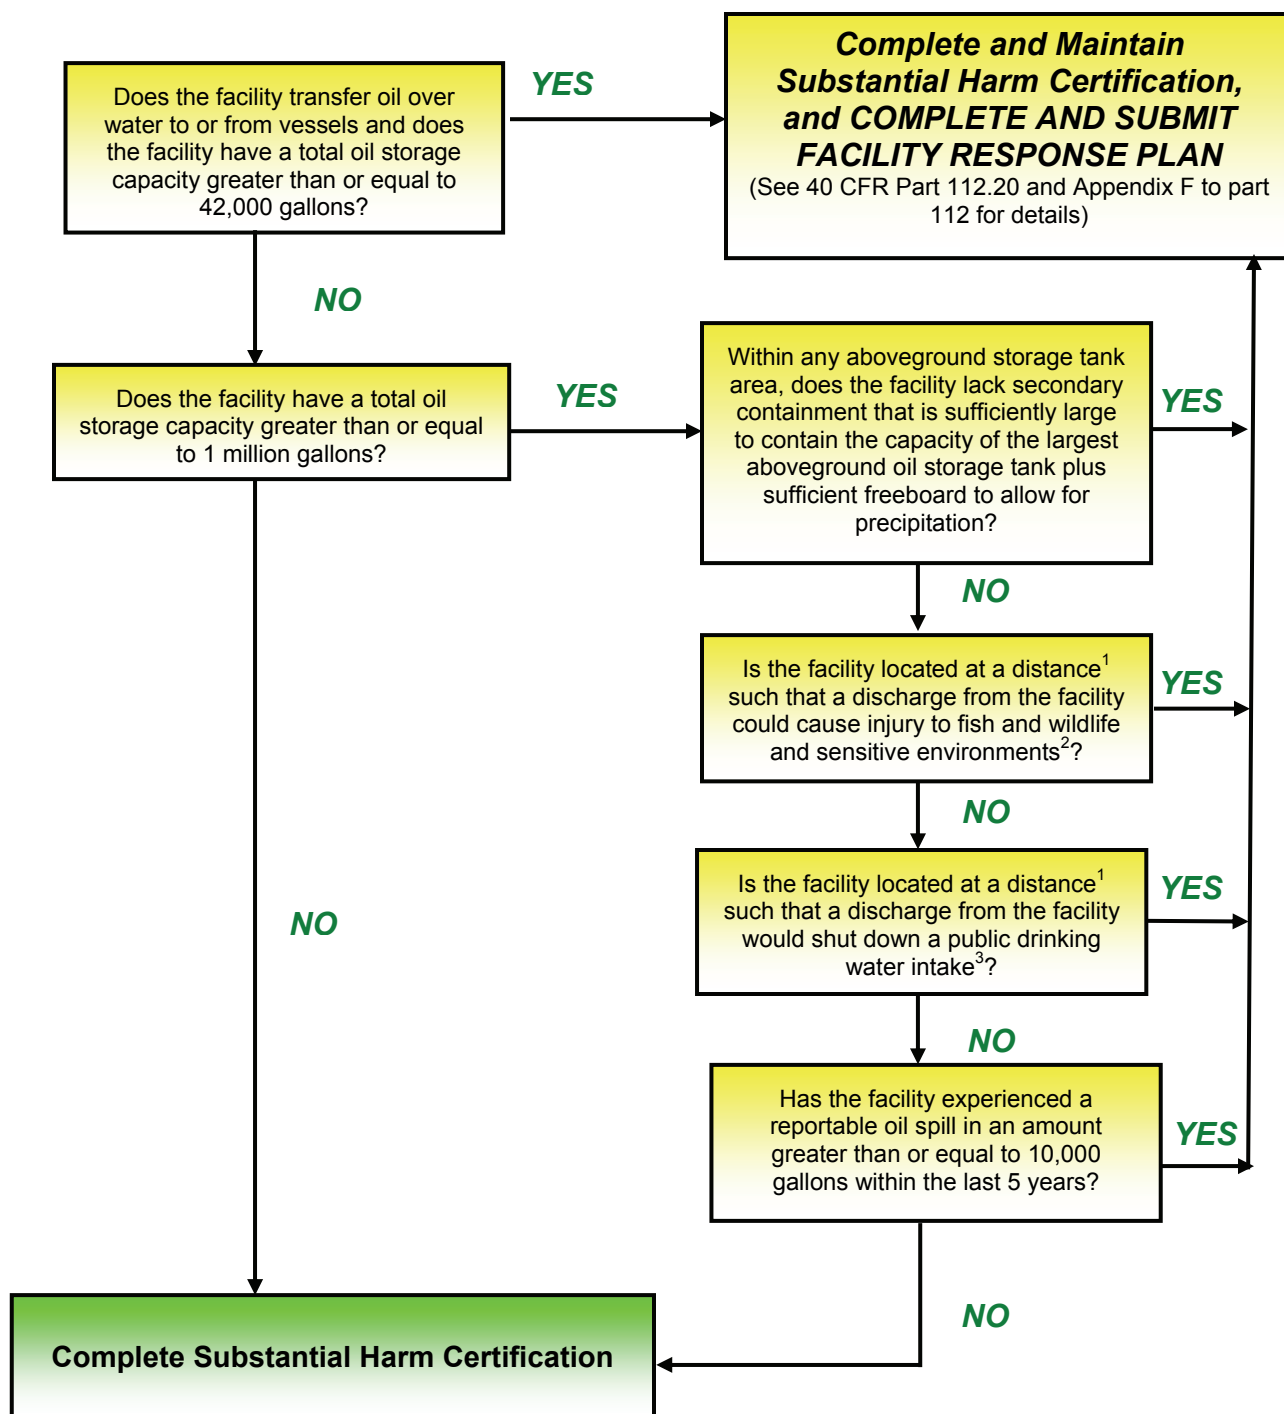 Does the facility transfer oil over
water to or from vessels and does
the facility have a total oil storage
capacity greater than or equal to
42,000 gallons?
YES
Complete and Maintain
Substantial Harm Certification,
and COMPLETE AND SUBMIT
FACILITY RESPONSE PLAN
(See 40 CFR Part 112.20 and Appendix F to part
112 for details)
NO
Does the facility have a total oil
storage capacity greater than or equal
to 1 million gallons?
YES
Within any aboveground storage tank
area, does the facility lack secondary
containment that is sufficiently large
to contain the capacity of the largest
aboveground oil storage tank plus
sufficient freeboard to allow for
precipitation?
YES
NO
Is the facility located at a distance¹
such that a discharge from the facility
could cause injury to fish and wildlife
and sensitive environments²?
YES
NO
Is the facility located at a distance¹
such that a discharge from the facility
would shut down a public drinking
water intake³?
YES
NO
NO
Has the facility experienced a
reportable oil spill in an amount
greater than or equal to 10,000
gallons within the last 5 years?
YES
NO
Complete Substantial Harm Certification